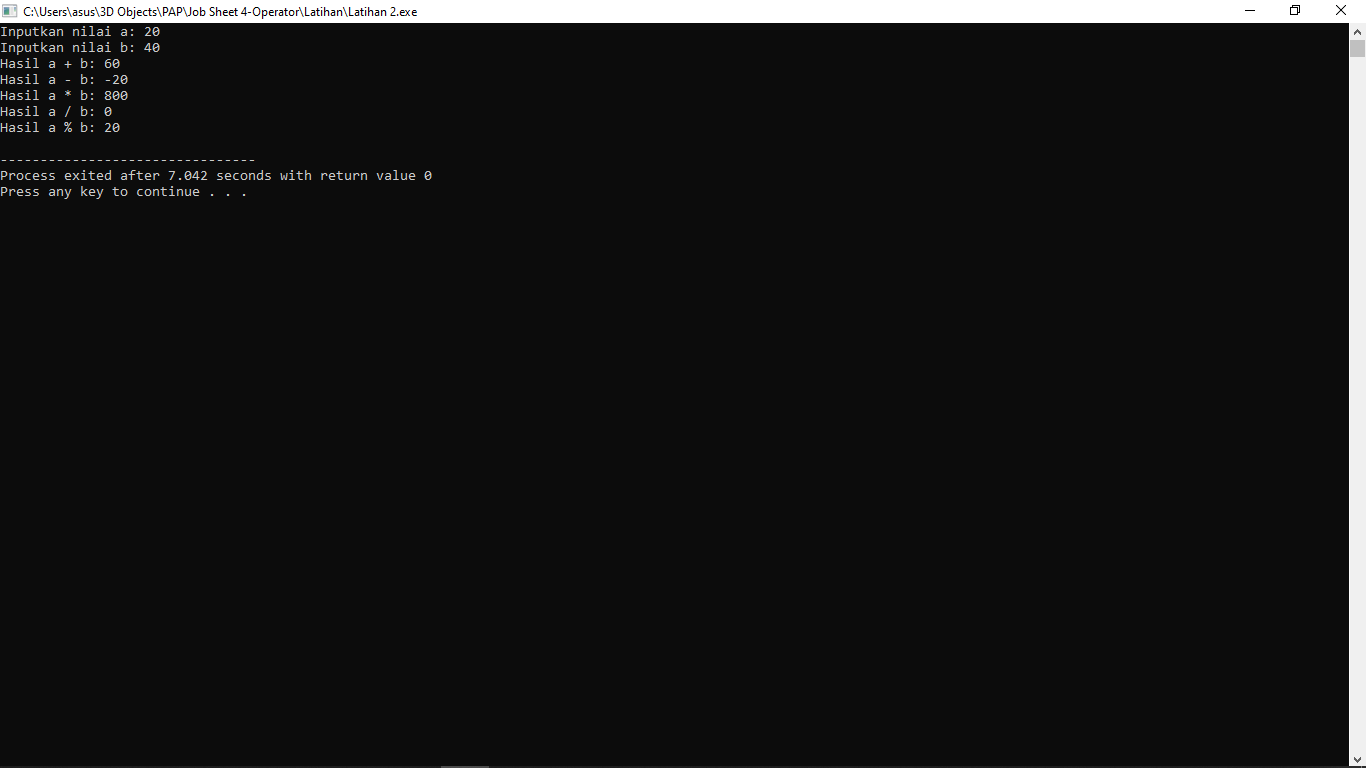 C:\Users\asus\3D Objects\PAP\Job Sheet 4-Operator\Latihan\Latihan 2.exe
Inputkan nilai a: 20
Inputkan nilai b: 40
Hasil a + b: 60
Hasil a - b: -20
Hasil a * b: 800
Hasil a / b: 0
Hasil a % b: 20
--------------------------------
Process exited after 7.042 seconds with return value 0
Press any key to continue . . .